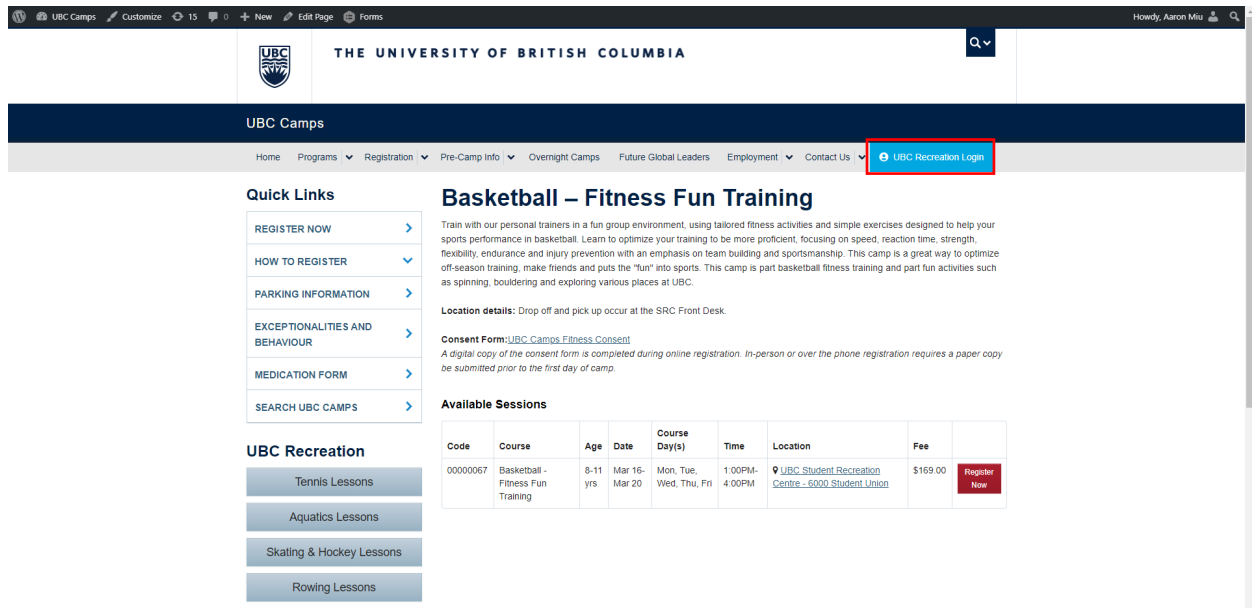 UBC Camps Customize 15 0 New Edit Page Forms Howdy, Aaron Miu
UBC
THE UNIVERSITY OF BRITISH COLUMBIA
UBC Camps
Home Programs Registration Pre-Camp Info Overnight Camps Future Global Leaders Employment Contact Us UBC Recreation Login
Quick Links
REGISTER NOW
HOW TO REGISTER
PARKING INFORMATION
EXCEPTIONALITIES AND
BEHAVIOUR
MEDICATION FORM
SEARCH UBC CAMPS
UBC Recreation
Tennis Lessons
Aquatics Lessons
Skating & Hockey Lessons
Rowing Lessons
Basketball – Fitness Fun Training
Train with our personal trainers in a fun group environment, using tailored fitness activities and simple exercises designed to help your
sports performance in basketball. Learn to optimize your training to be more proficient, focusing on speed, reaction time, strength,
flexibility, endurance and injury prevention with an emphasis on team building and sportsmanship. This camp is a great way to optimize
off-season training, make friends and puts the "fun" into sports. This camp is part basketball fitness training and part fun activities such
as spinning, bouldering and exploring various places at UBC.
Location details: Drop off and pick up occur at the SRC Front Desk.
Consent Form:UBC Camps Fitness Consent
A digital copy of the consent form is completed during online registration. In-person or over the phone registration requires a paper copy
be submitted prior to the first day of camp.
Available Sessions
Code Course Age Date Course Day(s) Time Location Fee
00000067 Basketball - Fitness Fun Training 8-11 yrs Mar 16- Mar 20 Mon, Tue, Wed, Thu, Fri 1:00PM- 4:00PM UBC Student Recreation Centre - 6000 Student Union $169.00 Register Now